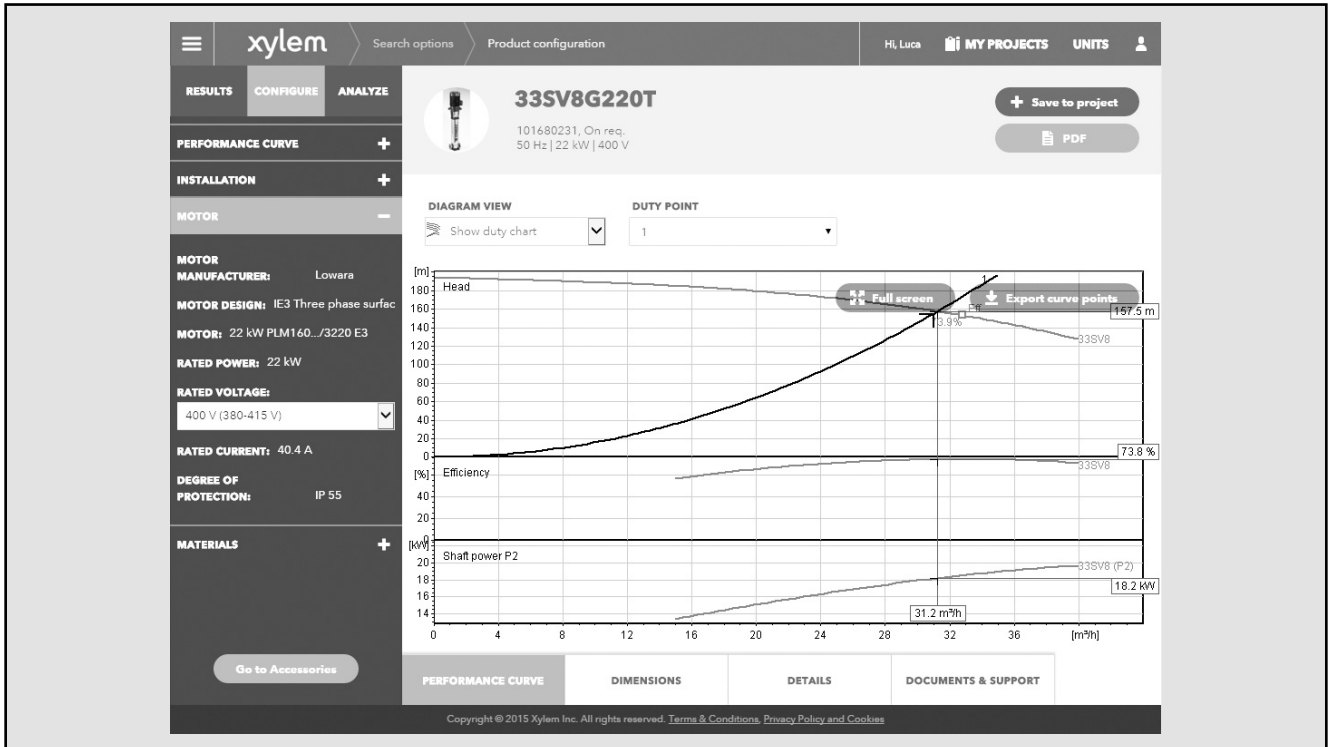 xylem
Search options
Product configuration
Hi, Luca
MY PROJECTS
UNITS
RESULTS
CONFIGURE
ANALYZE
PERFORMANCE CURVE +
INSTALLATION +
MOTOR −
MOTOR
MANUFACTURER: Lowara
MOTOR DESIGN: IE3 Three phase surfac
MOTOR: 22 kW PLM160.../3220 E3
RATED POWER: 22 kW
RATED VOLTAGE:
400 V (380-415 V)
RATED CURRENT: 40.4 A
DEGREE OF
PROTECTION: IP 55
MATERIALS +
Go to Accessories
33SV8G220T
101680231, On req.
50 Hz | 22 kW | 400 V
+ Save to project
PDF
DIAGRAM VIEW
Show duty chart
DUTY POINT
1
[m]
Head
180
160
140
120
100
80
60
40
20
0
1
Full screen
Export curve points
Eff
3.9%
157.5 m
33SV8
[%]
Efficiency
40
20
0
73.8 %
33SV8
[kW]
Shaft power P2
20
18
16
14
33SV8 (P2)
18.2 kW
31.2 m³/h
0 4 8 12 16 20 24 28 32 36 [m³/h]
PERFORMANCE CURVE
DIMENSIONS
DETAILS
DOCUMENTS & SUPPORT
Copyright © 2015 Xylem Inc. All rights reserved. Terms & Conditions, Privacy Policy and Cookies